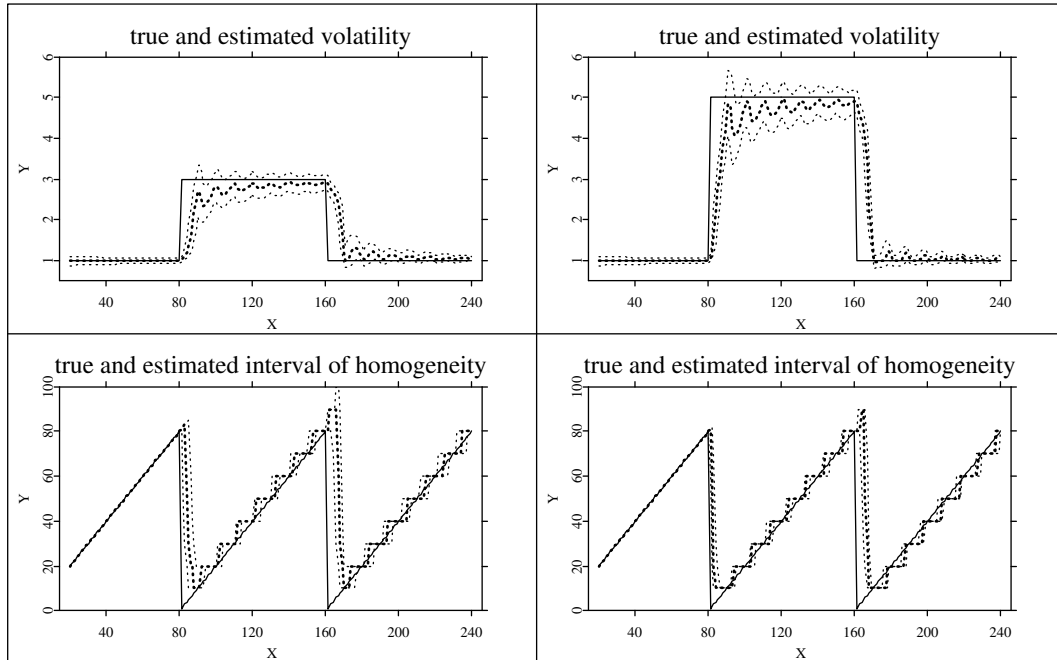 true and estimated volatility
Y
1 2 3 4 5 6
40 80 120 160 200 240
X
true and estimated volatility
Y
1 2 3 4 5 6
40 80 120 160 200 240
X
true and estimated interval of homogeneity
Y
0 20 40 60 80 100
40 80 120 160 200 240
X
true and estimated interval of homogeneity
Y
0 20 40 60 80 100
40 80 120 160 200 240
X